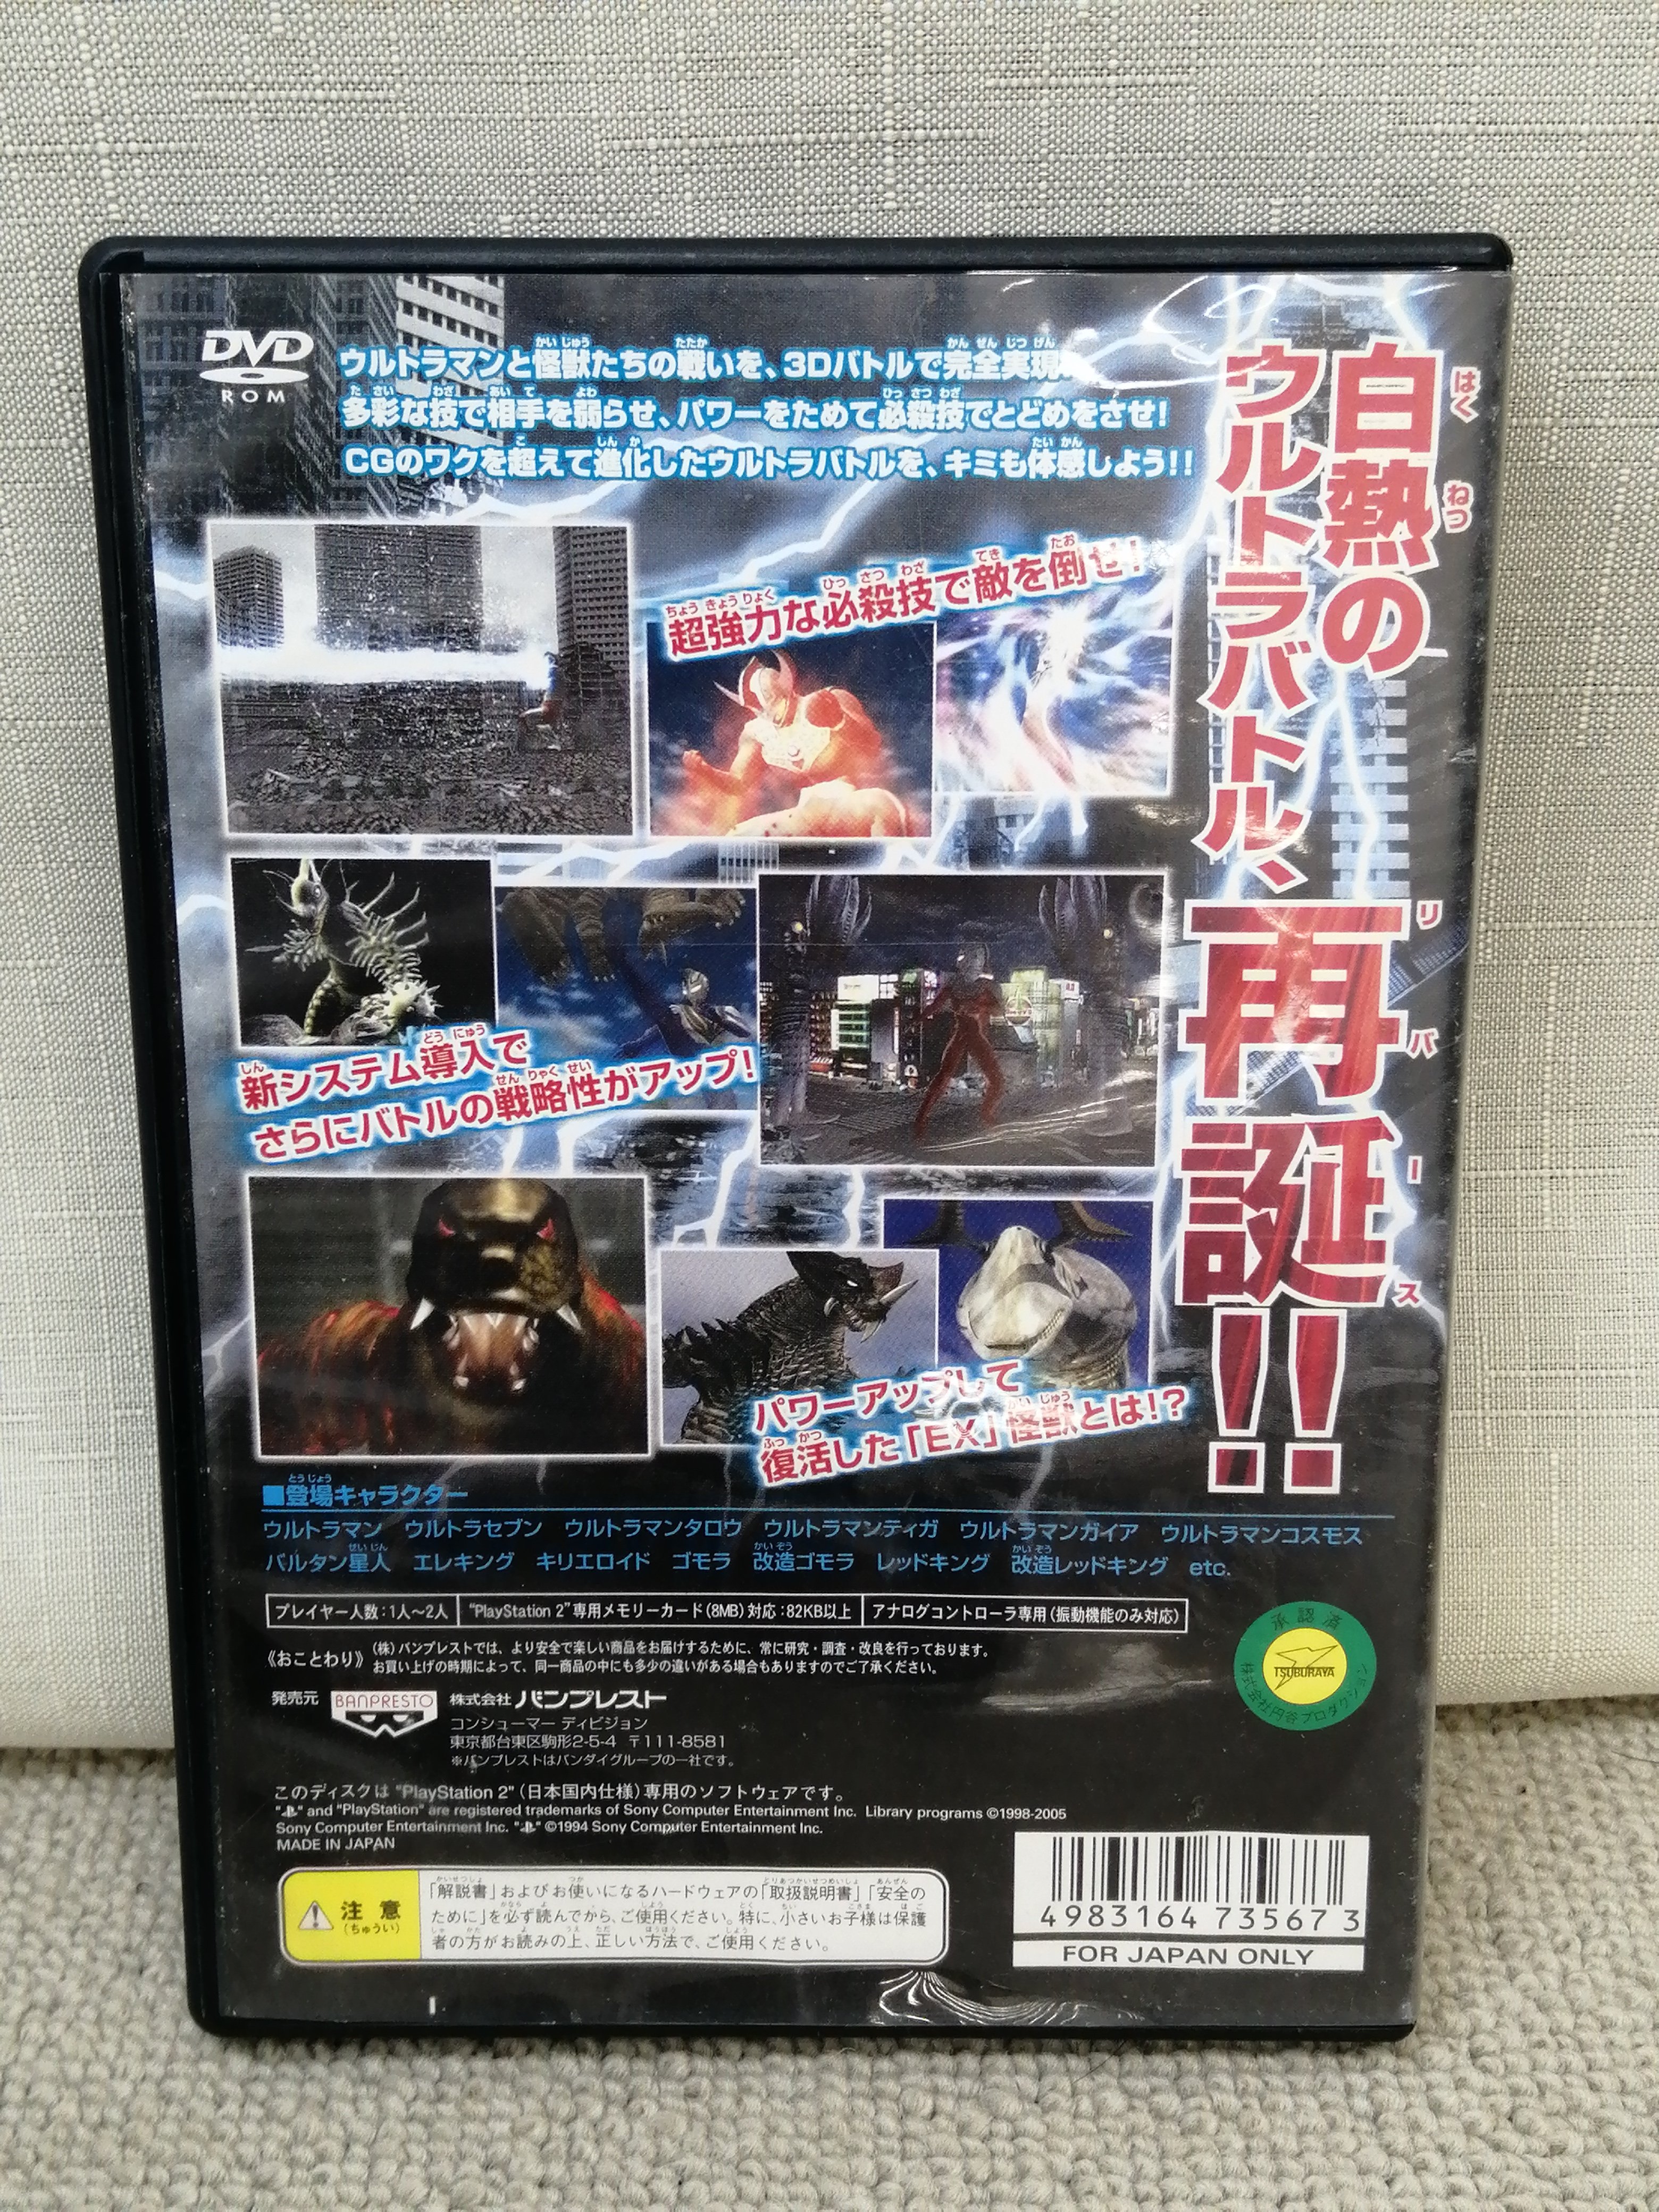 DVD
ROM
ウルトラマンと怪獣たちの戦いを、3Dバトルで完全実現
多彩な技で相手を弱らせ、パワーをためて必殺技でとどめをさせ!
CGのワクを超えて進化したウルトラバトルを、キミも体感しよう!!
白熱の
ウルトラバトル、
再誕!!
リバース
超強力な必殺技で敵を倒せ!
新システム導入で
さらにバトルの戦略性がアップ!
パワーアップして
復活した「EX」怪獣とは!?
■登場キャラクター
ウルトラマン ウルトラセブン ウルトラマンタロウ ウルトラマンティガ ウルトラマンガイア ウルトラマンコスモス
バルタン星人 エレキング キリエロイド ゴモラ 改造ゴモラ レッドキング 改造レッドキング etc.
プレイヤー人数:1人~2人 "PlayStation 2"専用メモリーカード(8MB)対応:82KB以上 アナログコントローラ専用(振動機能のみ対応)
《おことわり》
(株)バンプレストでは、より安全で楽しい商品をお届けするために、常に研究・調査・改良を行っております。
お買い上げの時期によって、同一商品の中にも多少の違いがある場合もありますのでご了承ください。
承認済
TSUBURAYA
株式会社円谷プロダクション
発売元 BANPRESTO 株式会社バンプレスト
コンシューマー ディビジョン
東京都台東区駒形2-5-4 〒111-8581
※バンプレストはバンダイグループの一社です。
このディスクは "PlayStation 2"(日本国内仕様)専用のソフトウェアです。
" " and "PlayStation" are registered trademarks of Sony Computer Entertainment Inc. Library programs ©1998-2005
Sony Computer Entertainment Inc. " " ©1994 Sony Computer Entertainment Inc.
MADE IN JAPAN
注意
(ちゅうい)
「解説書」およびお使いになるハードウェアの「取扱説明書」「安全の
ために」を必ず読んでから、ご使用ください。特に、小さいお子様は保護
者の方がお読みの上、正しい方法で、ご使用ください。
4983164 73567 3
FOR JAPAN ONLY